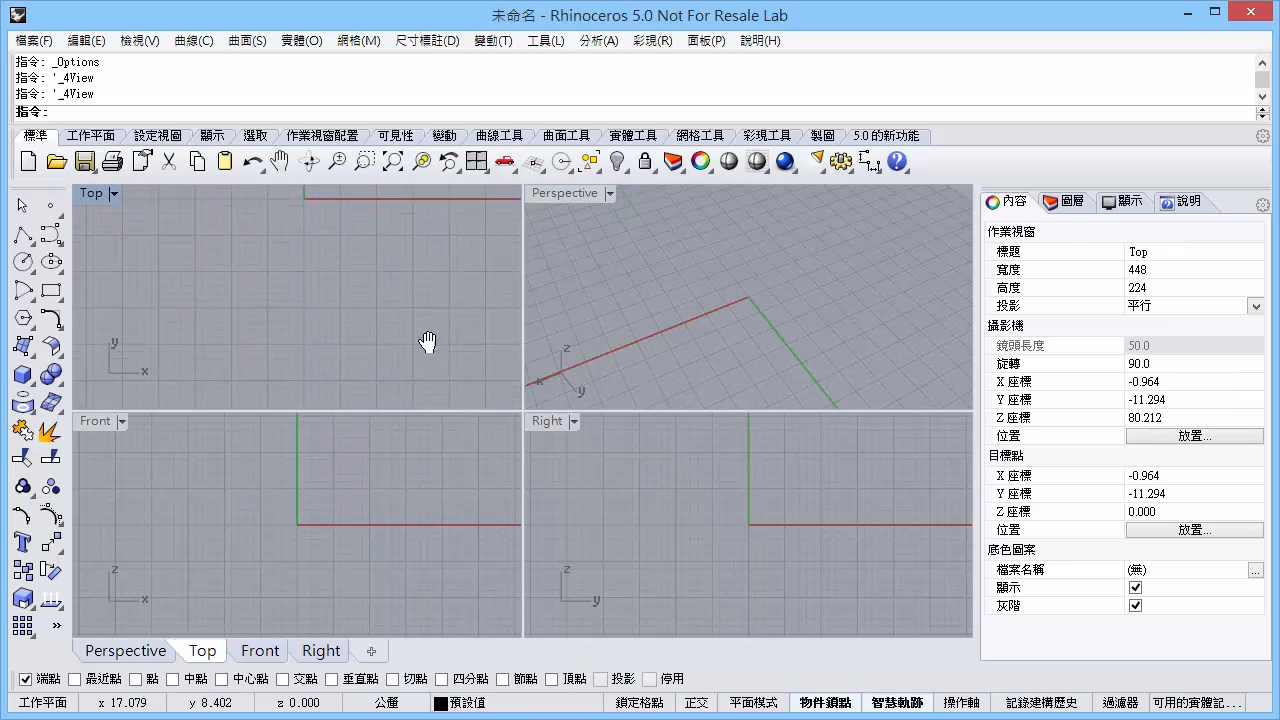 未命名 - Rhinoceros 5.0 Not For Resale Lab
檔案(F) 編輯(E) 檢視(V) 曲線(C) 曲面(S) 實體(O) 網格(M) 尺寸標註(D) 變動(T) 工具(L) 分析(A) 彩現(R) 面板(P) 說明(H)
指令: _Options
指令: '_4View
指令: '_4View
指令:
標準 工作平面 設定視圖 顯示 選取 作業視窗配置 可見性 變動 曲線工具 曲面工具 實體工具 網格工具 彩現工具 製圖 5.0 的新功能
Top
Perspective
y
x
z
x
y
Front
Right
z
x
z
y
內容 圖層 顯示 說明
作業視窗
標題 Top
寬度 448
高度 224
投影 平行
攝影機
鏡頭長度 50.0
旋轉 90.0
X 座標 -0.964
Y 座標 -11.294
Z 座標 80.212
位置 放置...
目標點
X 座標 -0.964
Y 座標 -11.294
Z 座標 0.000
位置 放置...
底色圖案
檔案名稱 (無) ...
顯示
灰階
Perspective Top Front Right
端點 最近點 點 中點 中心點 交點 垂直點 切點 四分點 節點 頂點 投影 停用
工作平面 x 17.079 y 8.402 z 0.000 公釐 預設值 鎖定格點 正交 平面模式 物件鎖點 智慧軌跡 操作軸 記錄建構歷史 過濾器 可用的實體記...